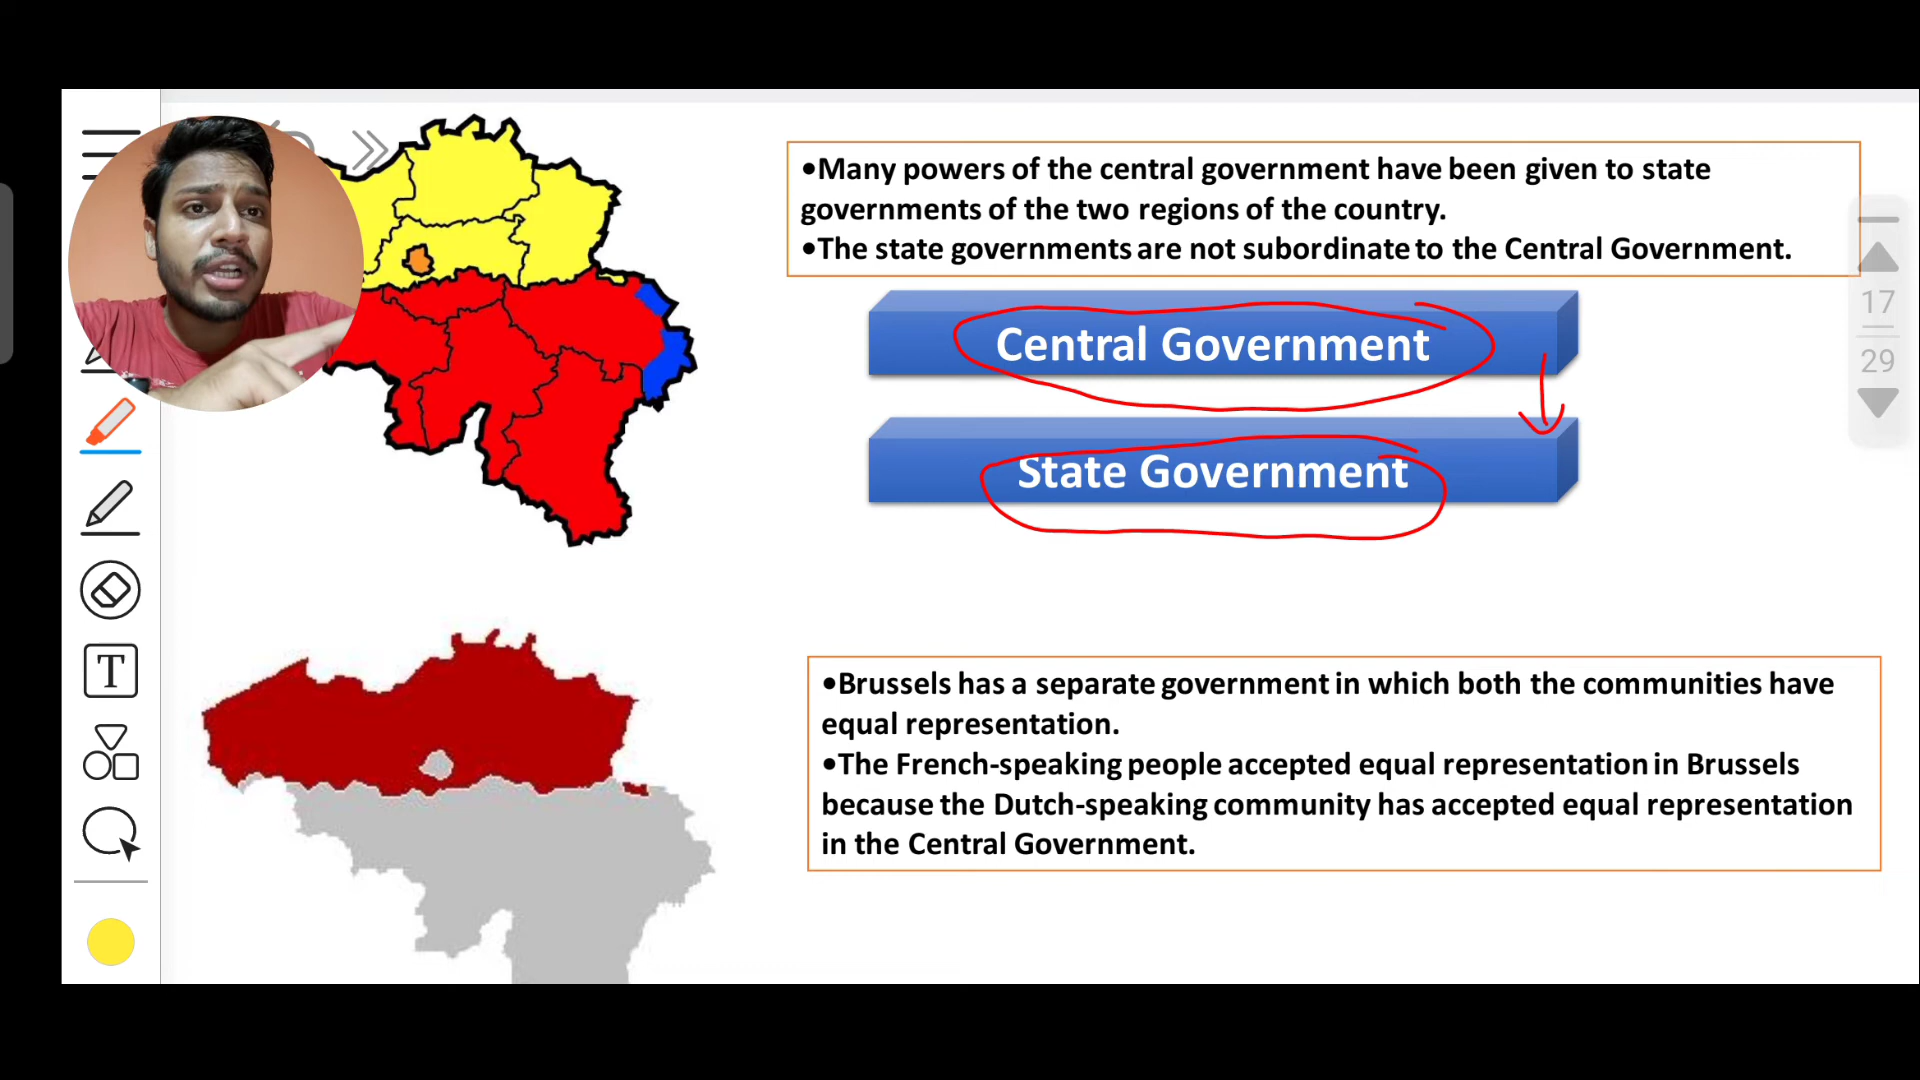 •Many powers of the central government have been given to state
governments of the two regions of the country.
•The state governments are not subordinate to the Central Government.
17
29
Central Government
State Government
T
•Brussels has a separate government in which both the communities have
equal representation.
•The French-speaking people accepted equal representation in Brussels
because the Dutch-speaking community has accepted equal representation
in the Central Government.